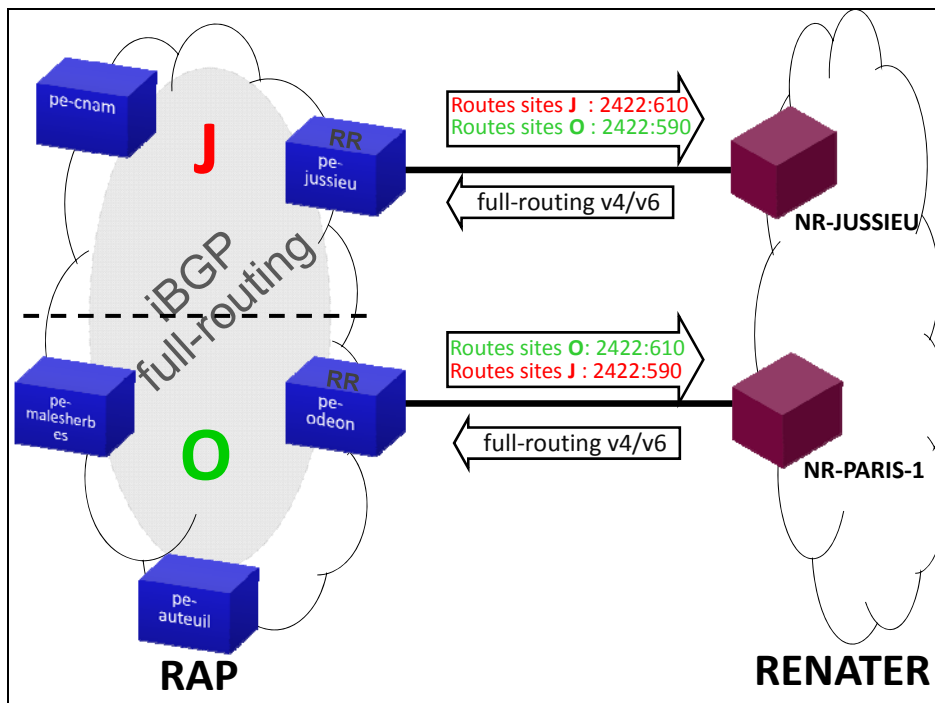 pe-cnam
J
RR
pe-
jussieu
Routes sites J : 2422:610
Routes sites O : 2422:590
full-routing v4/v6
NR-JUSSIEU
iBGP
full-routing
pe-
malesherb
es
O
RR
pe-
odeon
Routes sites O: 2422:610
Routes sites J : 2422:590
full-routing v4/v6
NR-PARIS-1
pe-
auteuil
RAP
RENATER